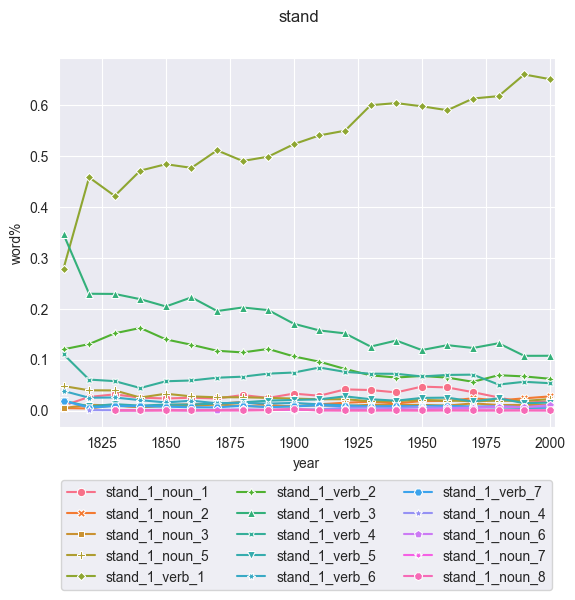 stand
0.6
0.5
0.4
0.3
0.2
0.1
0.0
word%
1825 1850 1875 1900 1925 1950 1975 2000
year
stand_1_noun_1 stand_1_verb_2 stand_1_verb_7
stand_1_noun_2 stand_1_verb_3 stand_1_noun_4
stand_1_noun_3 stand_1_verb_4 stand_1_noun_6
stand_1_noun_5 stand_1_verb_5 stand_1_noun_7
stand_1_verb_1 stand_1_verb_6 stand_1_noun_8